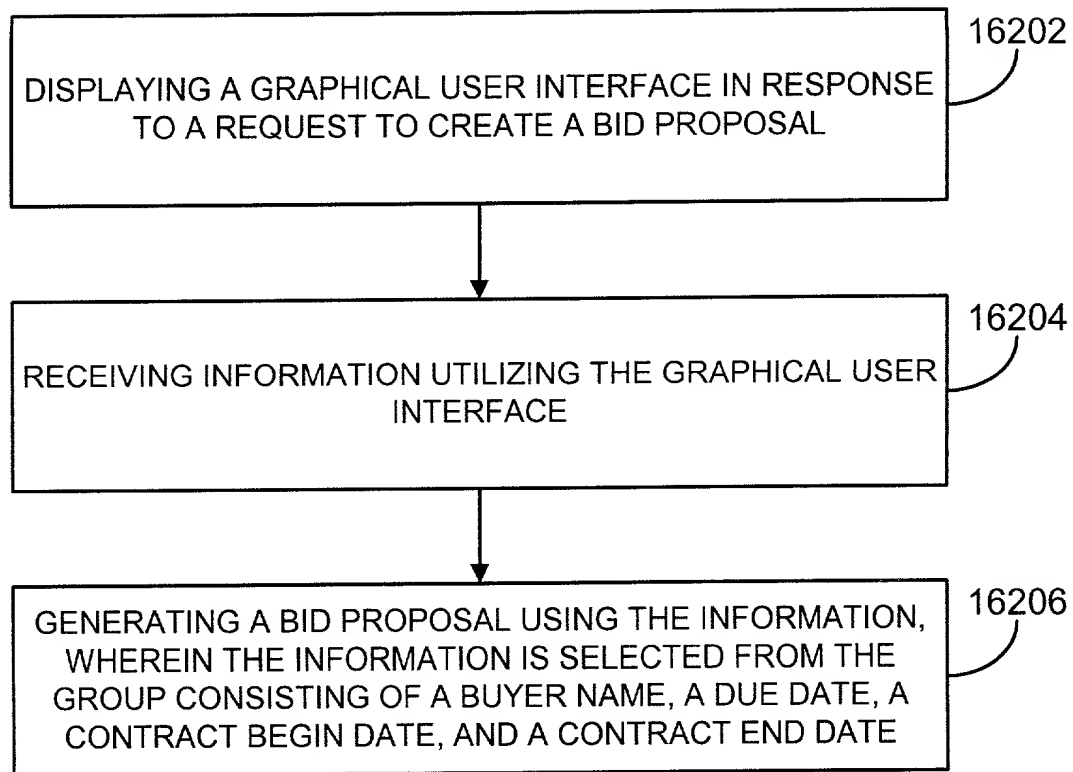 16202
DISPLAYING A GRAPHICAL USER INTERFACE IN RESPONSE
TO A REQUEST TO CREATE A BID PROPOSAL
16204
RECEIVING INFORMATION UTILIZING THE GRAPHICAL USER
INTERFACE
16206
GENERATING A BID PROPOSAL USING THE INFORMATION,
WHEREIN THE INFORMATION IS SELECTED FROM THE
GROUP CONSISTING OF A BUYER NAME, A DUE DATE, A
CONTRACT BEGIN DATE, AND A CONTRACT END DATE